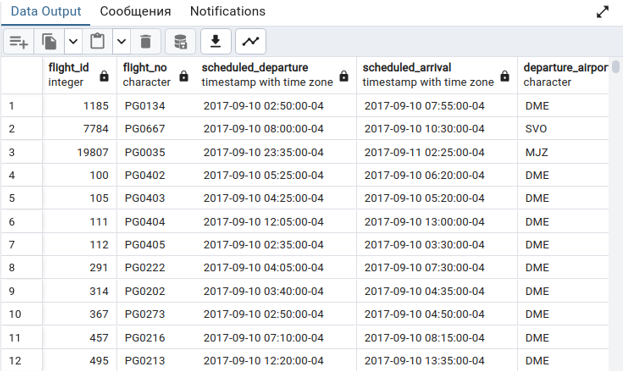 Data Output Сообщения Notifications
flight_id flight_no scheduled_departure scheduled_arrival departure_airpor
integer character timestamp with time zone timestamp with time zone character
1 1185 PG0134 2017-09-10 02:50:00-04 2017-09-10 07:55:00-04 DME
2 7784 PG0667 2017-09-10 08:00:00-04 2017-09-10 10:30:00-04 SVO
3 19807 PG0035 2017-09-10 23:35:00-04 2017-09-11 02:25:00-04 MJZ
4 100 PG0402 2017-09-10 05:25:00-04 2017-09-10 06:20:00-04 DME
5 105 PG0403 2017-09-10 04:25:00-04 2017-09-10 05:20:00-04 DME
6 111 PG0404 2017-09-10 12:05:00-04 2017-09-10 13:00:00-04 DME
7 112 PG0405 2017-09-10 02:35:00-04 2017-09-10 03:30:00-04 DME
8 291 PG0222 2017-09-10 04:05:00-04 2017-09-10 07:30:00-04 DME
9 314 PG0202 2017-09-10 03:40:00-04 2017-09-10 04:35:00-04 DME
10 367 PG0273 2017-09-10 02:50:00-04 2017-09-10 04:50:00-04 DME
11 457 PG0216 2017-09-10 07:10:00-04 2017-09-10 08:15:00-04 DME
12 495 PG0213 2017-09-10 12:20:00-04 2017-09-10 13:35:00-04 DME